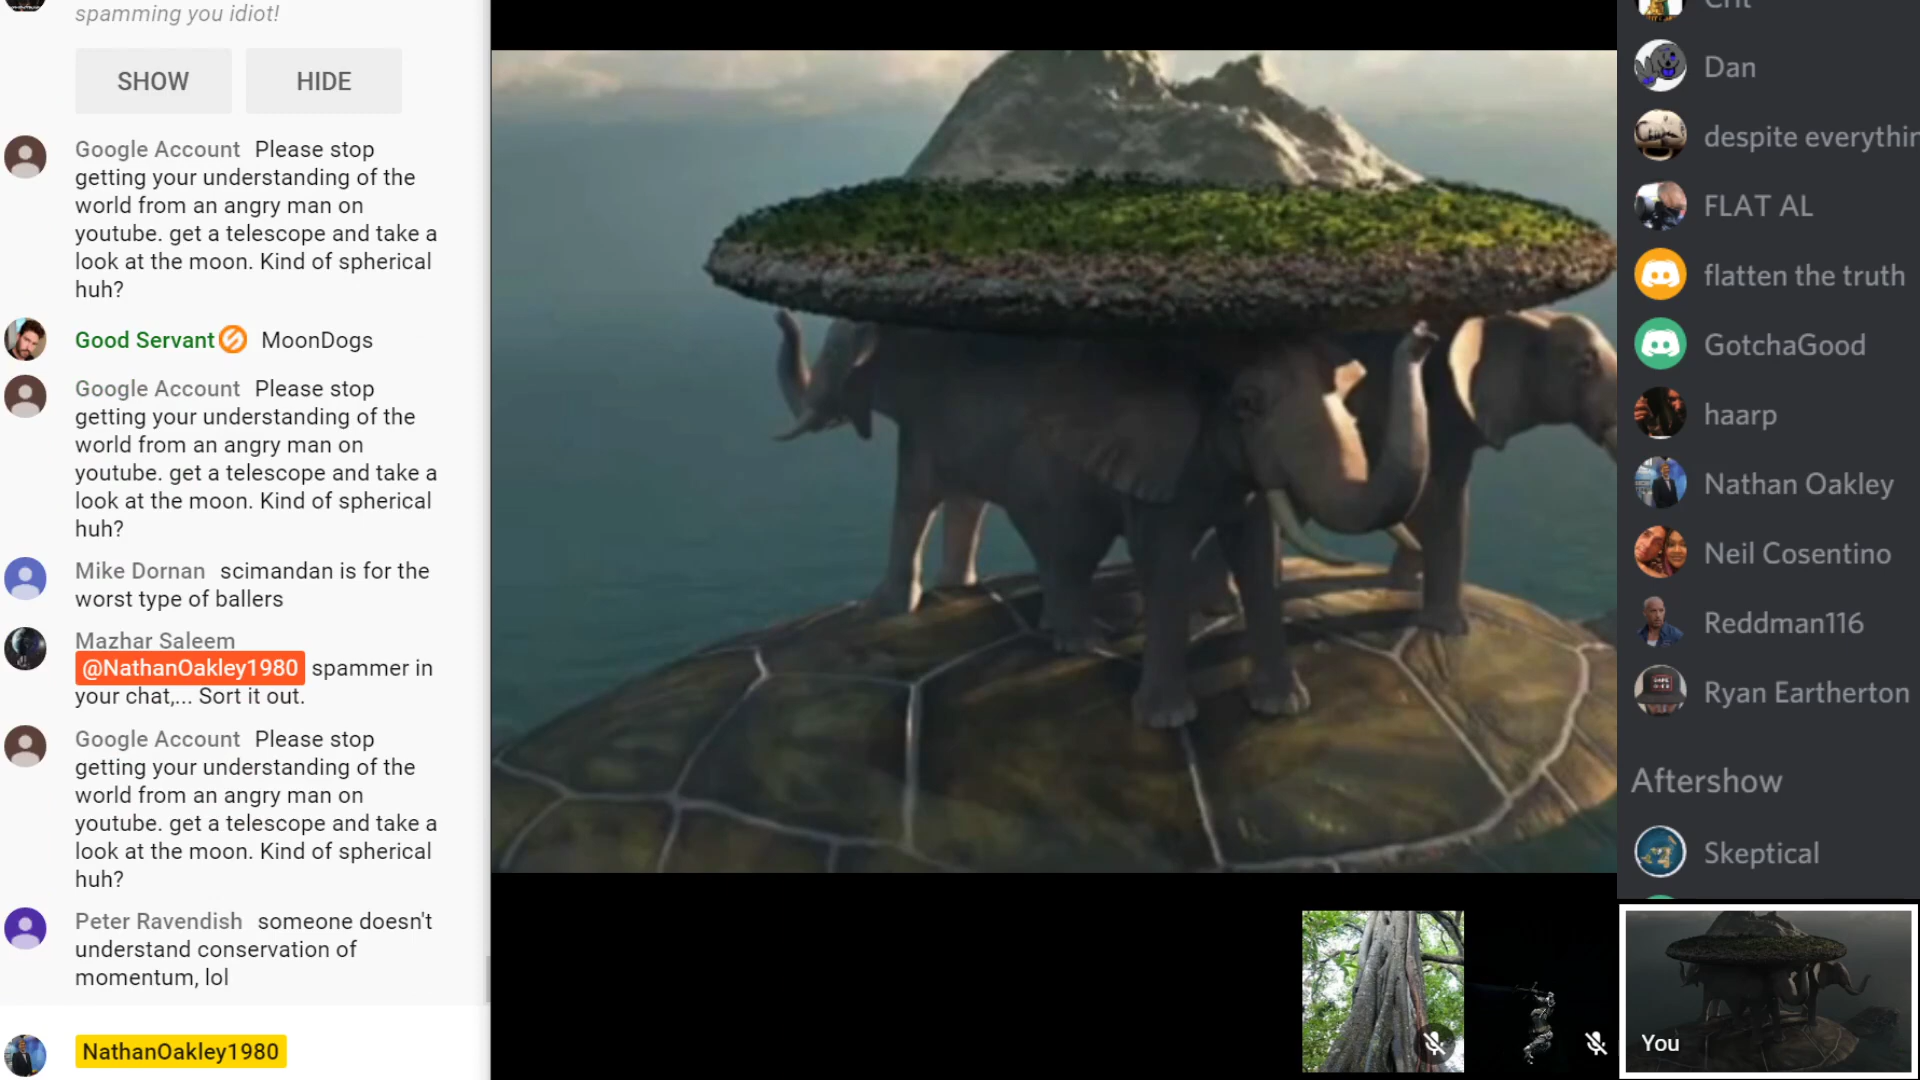 spamming you idiot!
SHOW HIDE
Google Account Please stop
getting your understanding of the
world from an angry man on
youtube. get a telescope and take a
look at the moon. Kind of spherical
huh?
Good Servant MoonDogs
Google Account Please stop
getting your understanding of the
world from an angry man on
youtube. get a telescope and take a
look at the moon. Kind of spherical
huh?
Mike Dornan scimandan is for the
worst type of ballers
Mazhar Saleem
@NathanOakley1980 spammer in
your chat,... Sort it out.
Google Account Please stop
getting your understanding of the
world from an angry man on
youtube. get a telescope and take a
look at the moon. Kind of spherical
huh?
Peter Ravendish someone doesn't
understand conservation of
momentum, lol
NathanOakley1980
Dan
despite everythin
FLAT AL
flatten the truth
GotchaGood
haarp
Nathan Oakley
Neil Cosentino
Reddman116
Ryan Eartherton
Aftershow
Skeptical
You